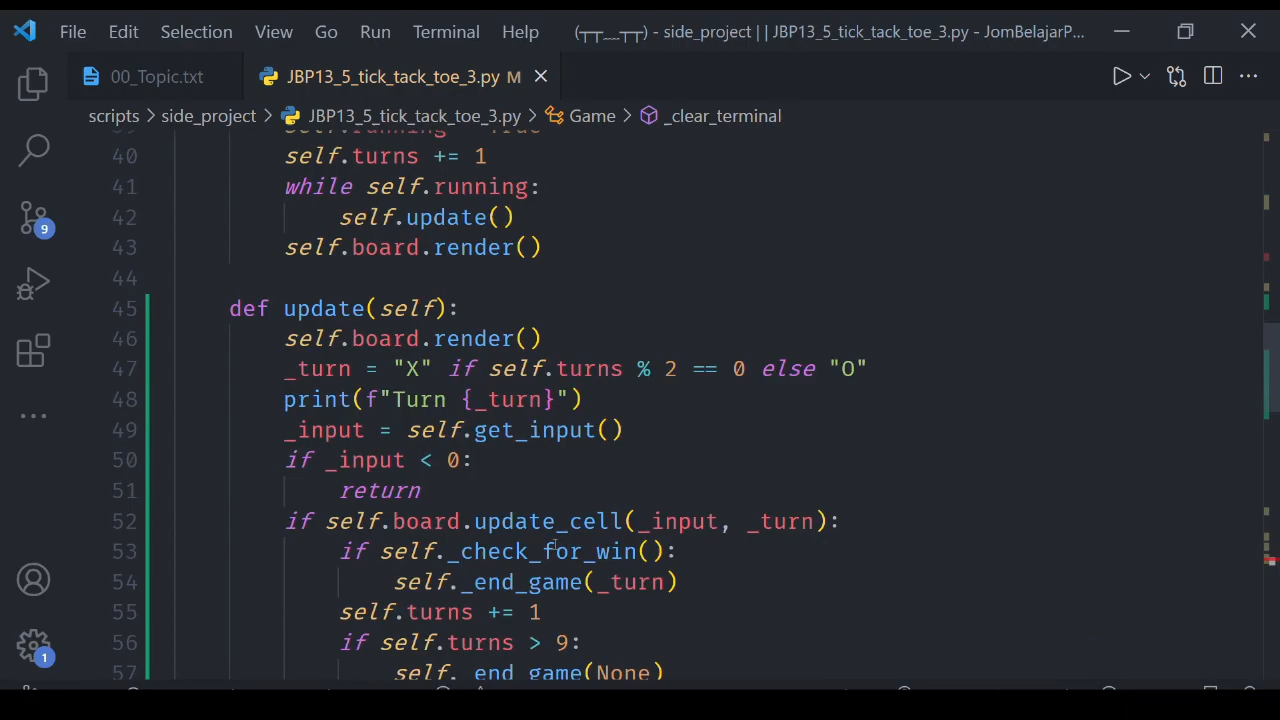 File Edit Selection View Go Run Terminal Help (┬┬﹏┬┬) - side_project | | JBP13_5_tick_tack_toe_3.py - JomBelajarP...
00_Topic.txt JBP13_5_tick_tack_toe_3.py M
scripts > side_project > JBP13_5_tick_tack_toe_3.py > Game > _clear_terminal
40 self.turns += 1
41 while self.running:
42 self.update()
43 self.board.render()
44
45 def update(self):
46 self.board.render()
47 _turn = "X" if self.turns % 2 == 0 else "O"
48 print(f"Turn {_turn}")
49 _input = self.get_input()
50 if _input < 0:
51 return
52 if self.board.update_cell(_input, _turn):
53 if self._check_for_win():
54 self._end_game(_turn)
55 self.turns += 1
56 if self.turns > 9:
57 self._end_game(None)
9
1